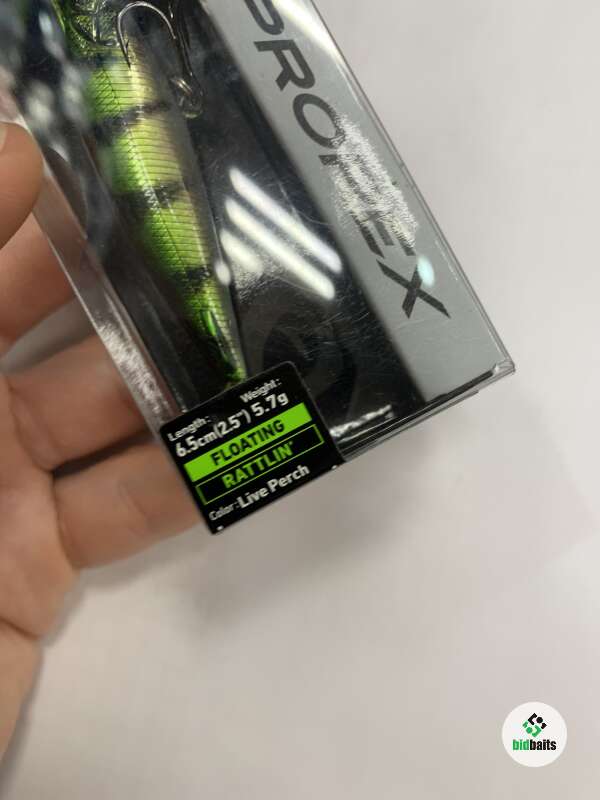 PROREX
Length: Weight:
6.5cm(2.5") 5.7g
FLOATING
RATTLIN'
Color: Live Perch
bidbaits